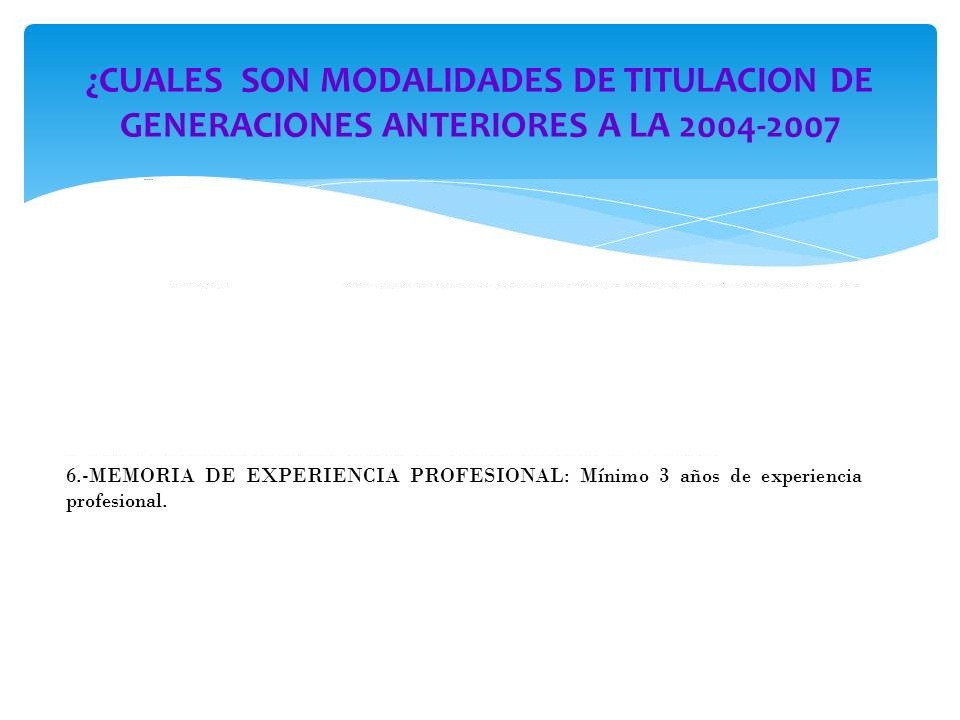 ¿CUALES SON MODALIDADES DE TITULACION DE
GENERACIONES ANTERIORES A LA 2004-2007
6.-MEMORIA DE EXPERIENCIA PROFESIONAL: Mínimo 3 años de experiencia
profesional.